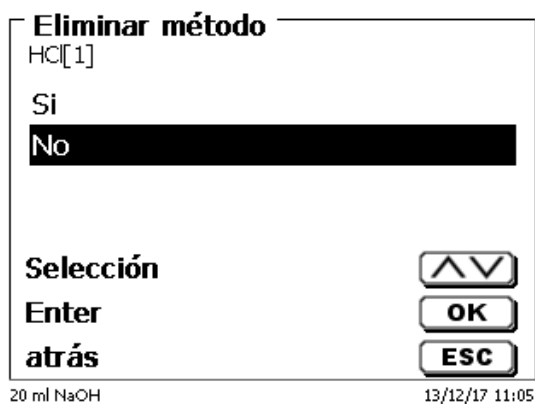 Eliminar método
HCl[1]
Si
No
Selección
Enter OK
atrás ESC
20 ml NaOH 13/12/17 11:05